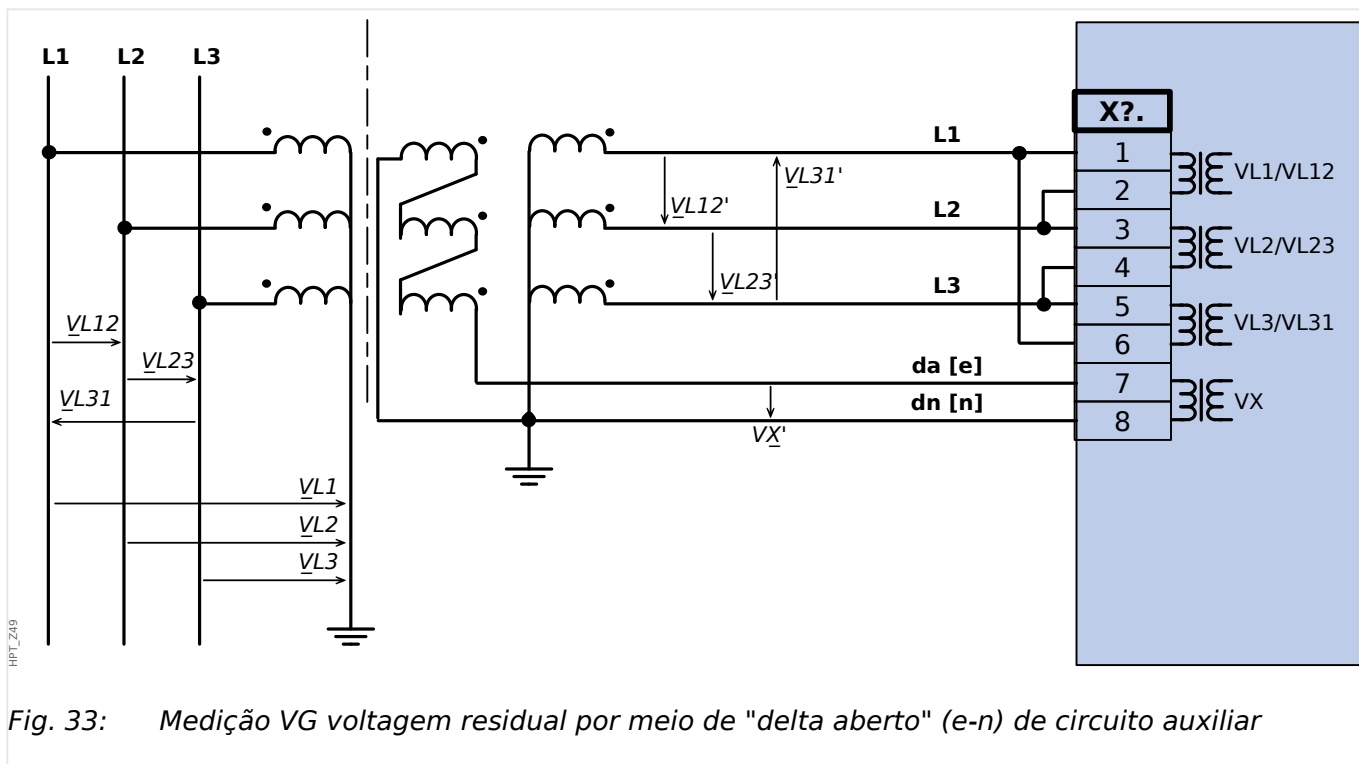 L1 L2 L3
X?.
L1
1
VL1/VL12
VL31'
2
VL12'
L2
3
VL2/VL23
4
VL23'
L3
5
VL12
VL3/VL31
6
VL23
da [e]
7
VL31
dn [n]
VX
8
VX'
VL1
VL2
VL3
HPT_Z49
Fig. 33: Medição VG voltagem residual por meio de "delta aberto" (e-n) de circuito auxiliar